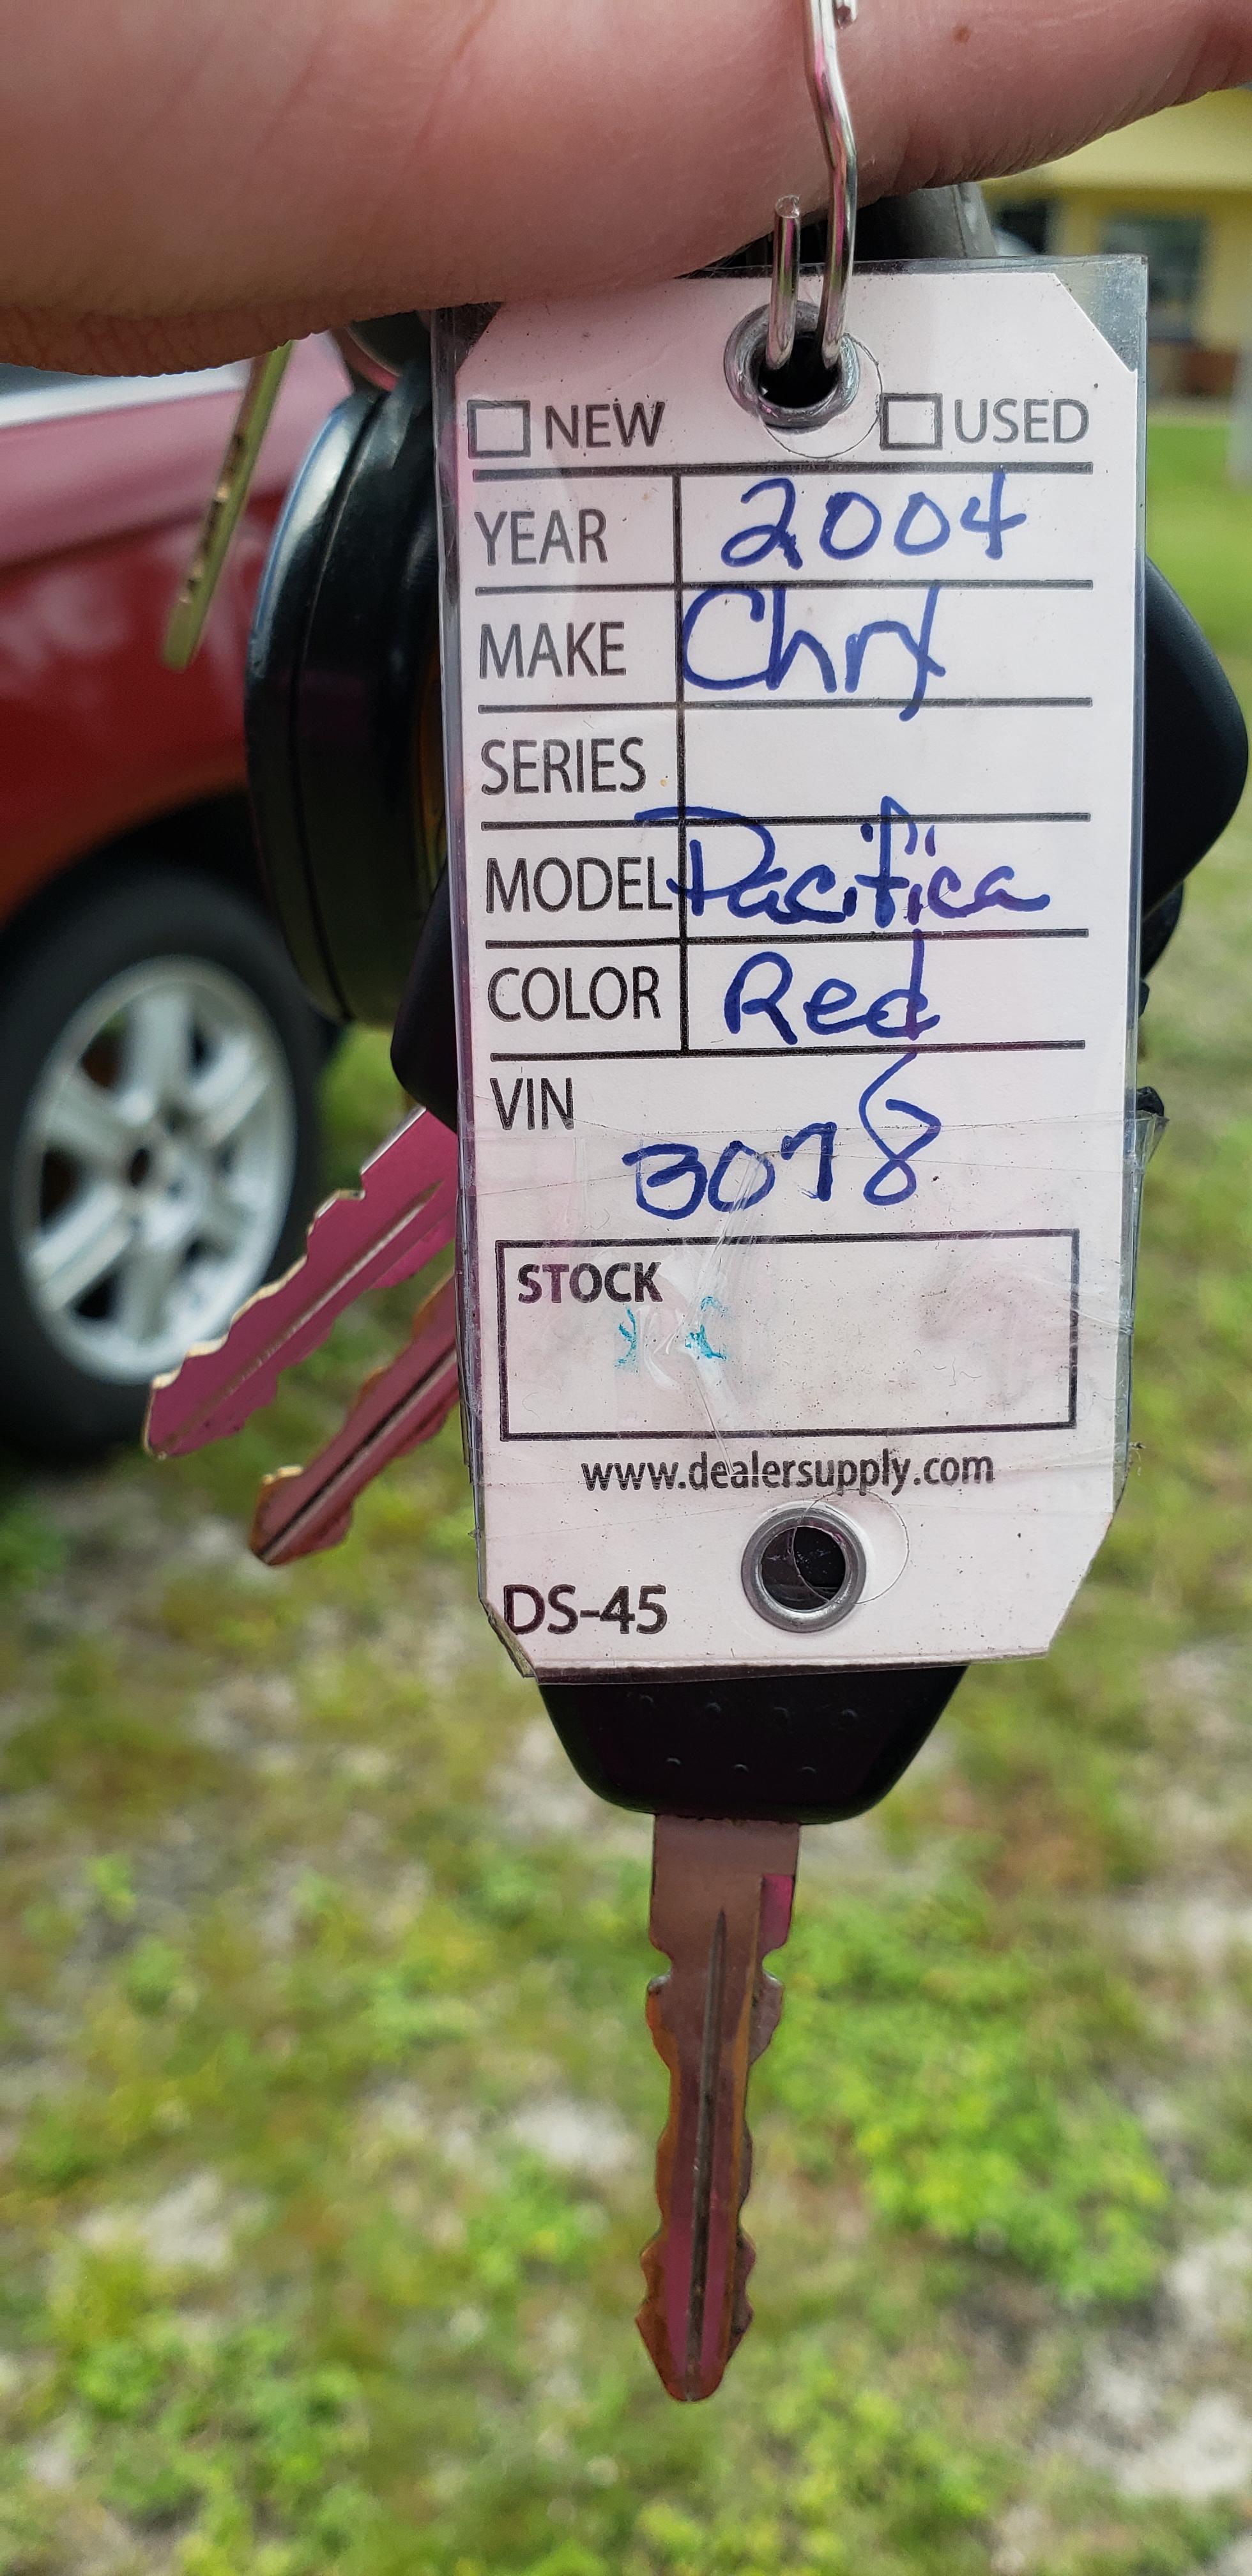 NEW USED
YEAR 2004
MAKE Chry
SERIES
MODEL Pacifica
COLOR Red
VIN
3078
STOCK
www.dealersupply.com
DS-45